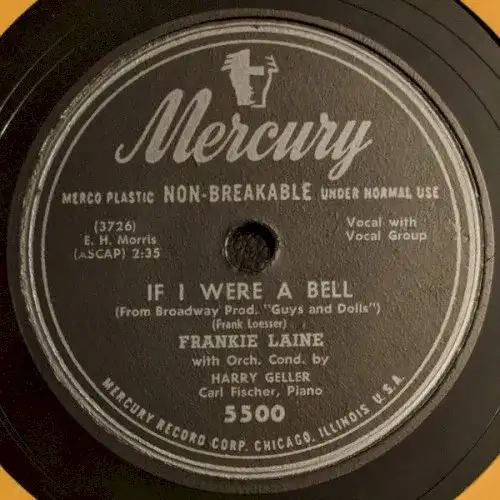 Mercury
MERCO PLASTIC NON-BREAKABLE UNDER NORMAL USE
(3726)
E. H. Morris
(ASCAP) 2:35
Vocal with
Vocal Group
IF I WERE A BELL
(From Broadway Prod. "Guys and Dolls")
(Frank Loesser)
FRANKIE LAINE
with Orch. Cond. by
HARRY GELLER
Carl Fischer, Piano
5500
MERCURY RECORD CORP. CHICAGO, ILLINOIS U.S.A.